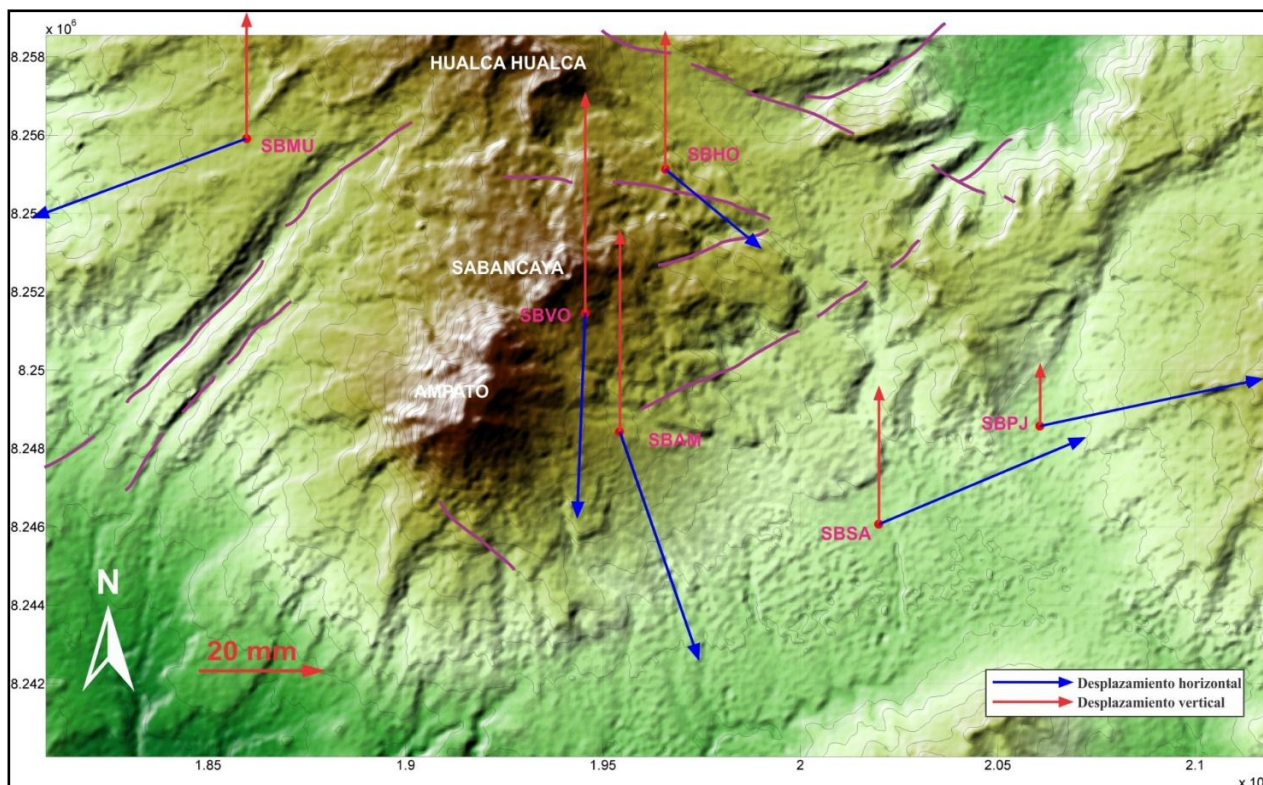 x 10⁶
8.258
8.256
8.254
8.252
8.25
8.248
8.246
8.244
8.242
HUALCA HUALCA
SBMU
SBHO
SABANCAYA
SBVO
AMPATO
SBAM
SBPJ
SBSA
N
20 mm
Desplazamiento horizontal
Desplazamiento vertical
1.85
1.9
1.95
2
2.05
2.1
x 10